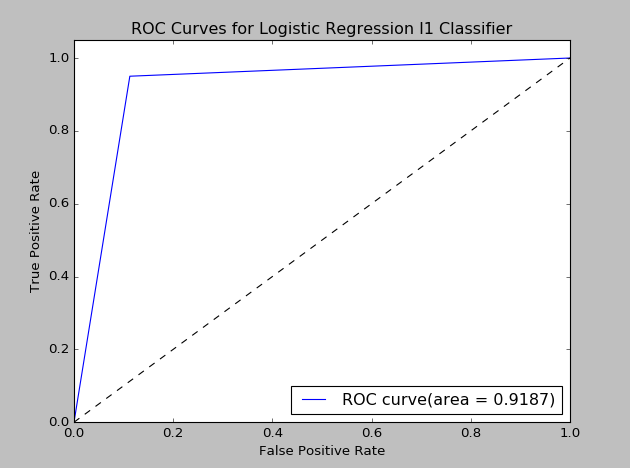 ROC Curves for Logistic Regression l1 Classifier
1.0
0.8
0.6
0.4
0.2
0.0
True Positive Rate
ROC curve(area = 0.9187)
0.0 0.2 0.4 0.6 0.8 1.0
False Positive Rate